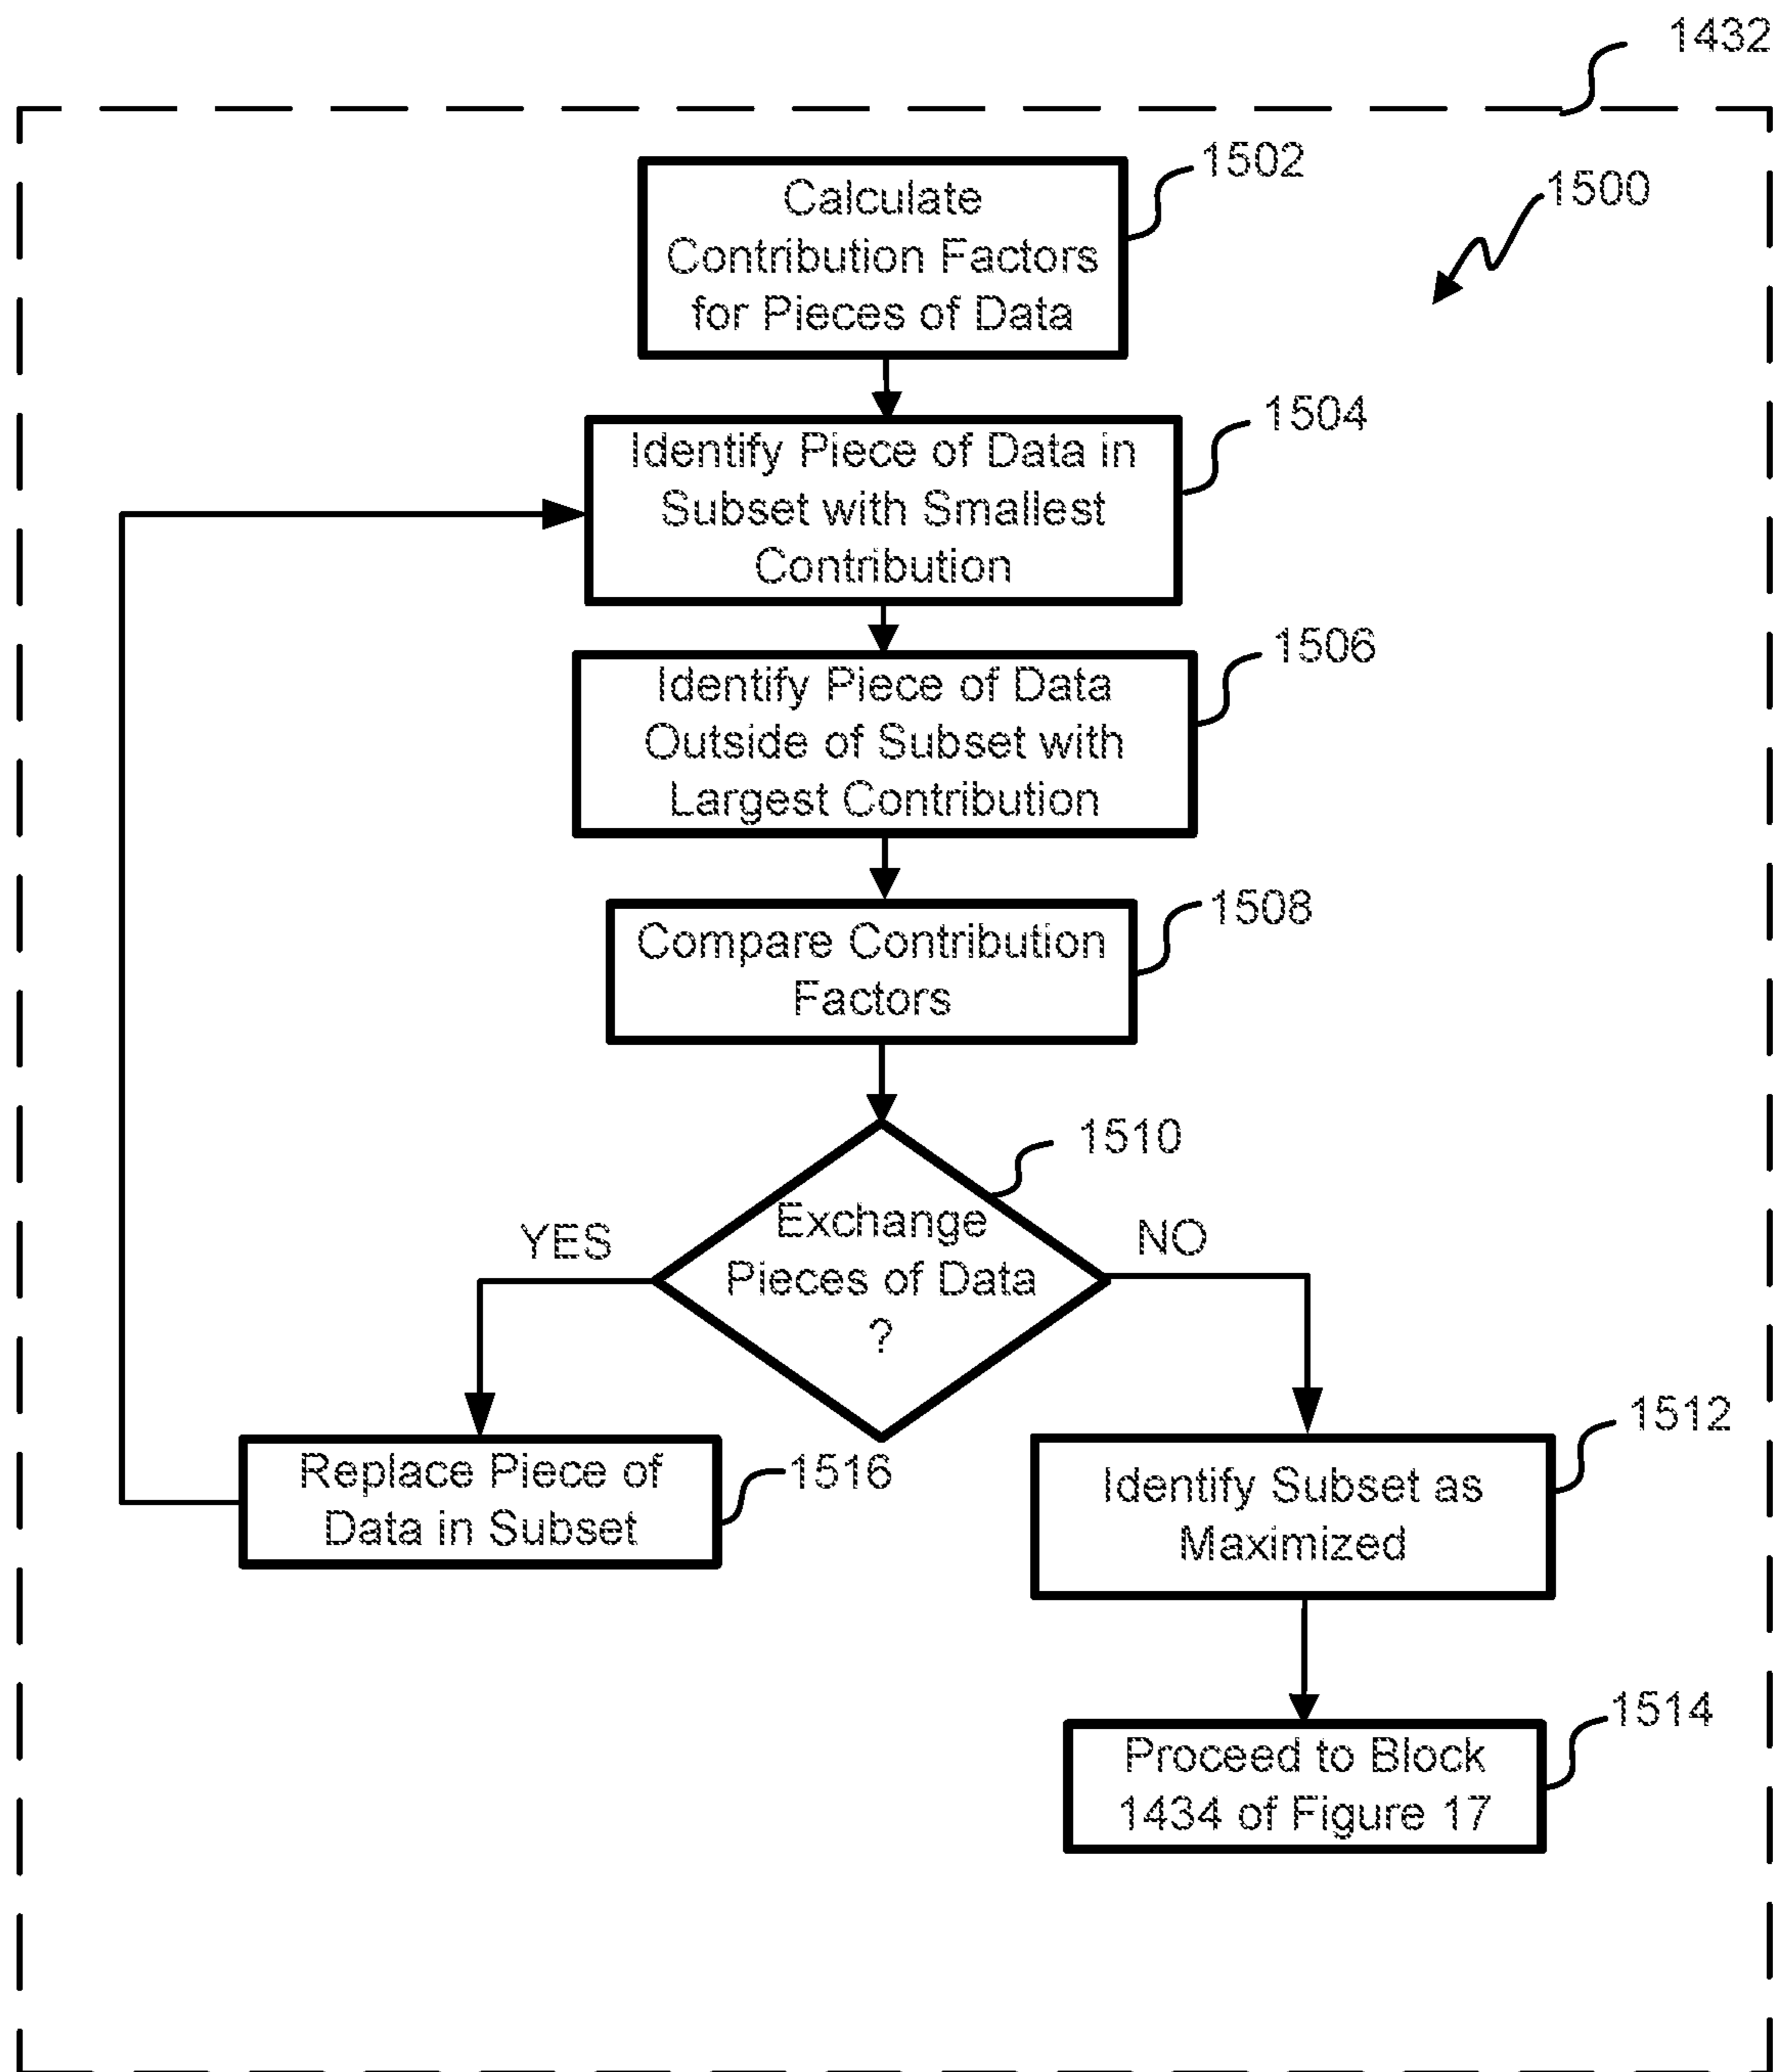 1432
1502
1500
Calculate
Contribution Factors
for Pieces of Data
1504
Identify Piece of Data in
Subset with Smallest
Contribution
1506
Identify Piece of Data
Outside of Subset with
Largest Contribution
1508
Compare Contribution
Factors
1510
Exchange
Pieces of Data
?
YES
NO
1516
Replace Piece of
Data in Subset
1512
Identify Subset as
Maximized
1514
Proceed to Block
1434 of Figure 17